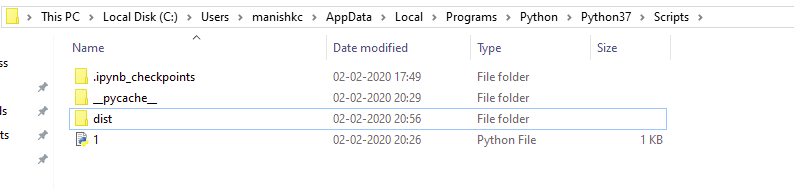 This PC > Local Disk (C:) > Users > manishkc > AppData > Local > Programs > Python > Python37 > Scripts >
Name Date modified Type Size
ss
.ipynb_checkpoints 02-02-2020 17:49 File folder
__pycache__ 02-02-2020 20:29 File folder
ds dist 02-02-2020 20:56 File folder
ts 1 02-02-2020 20:26 Python File 1 KB